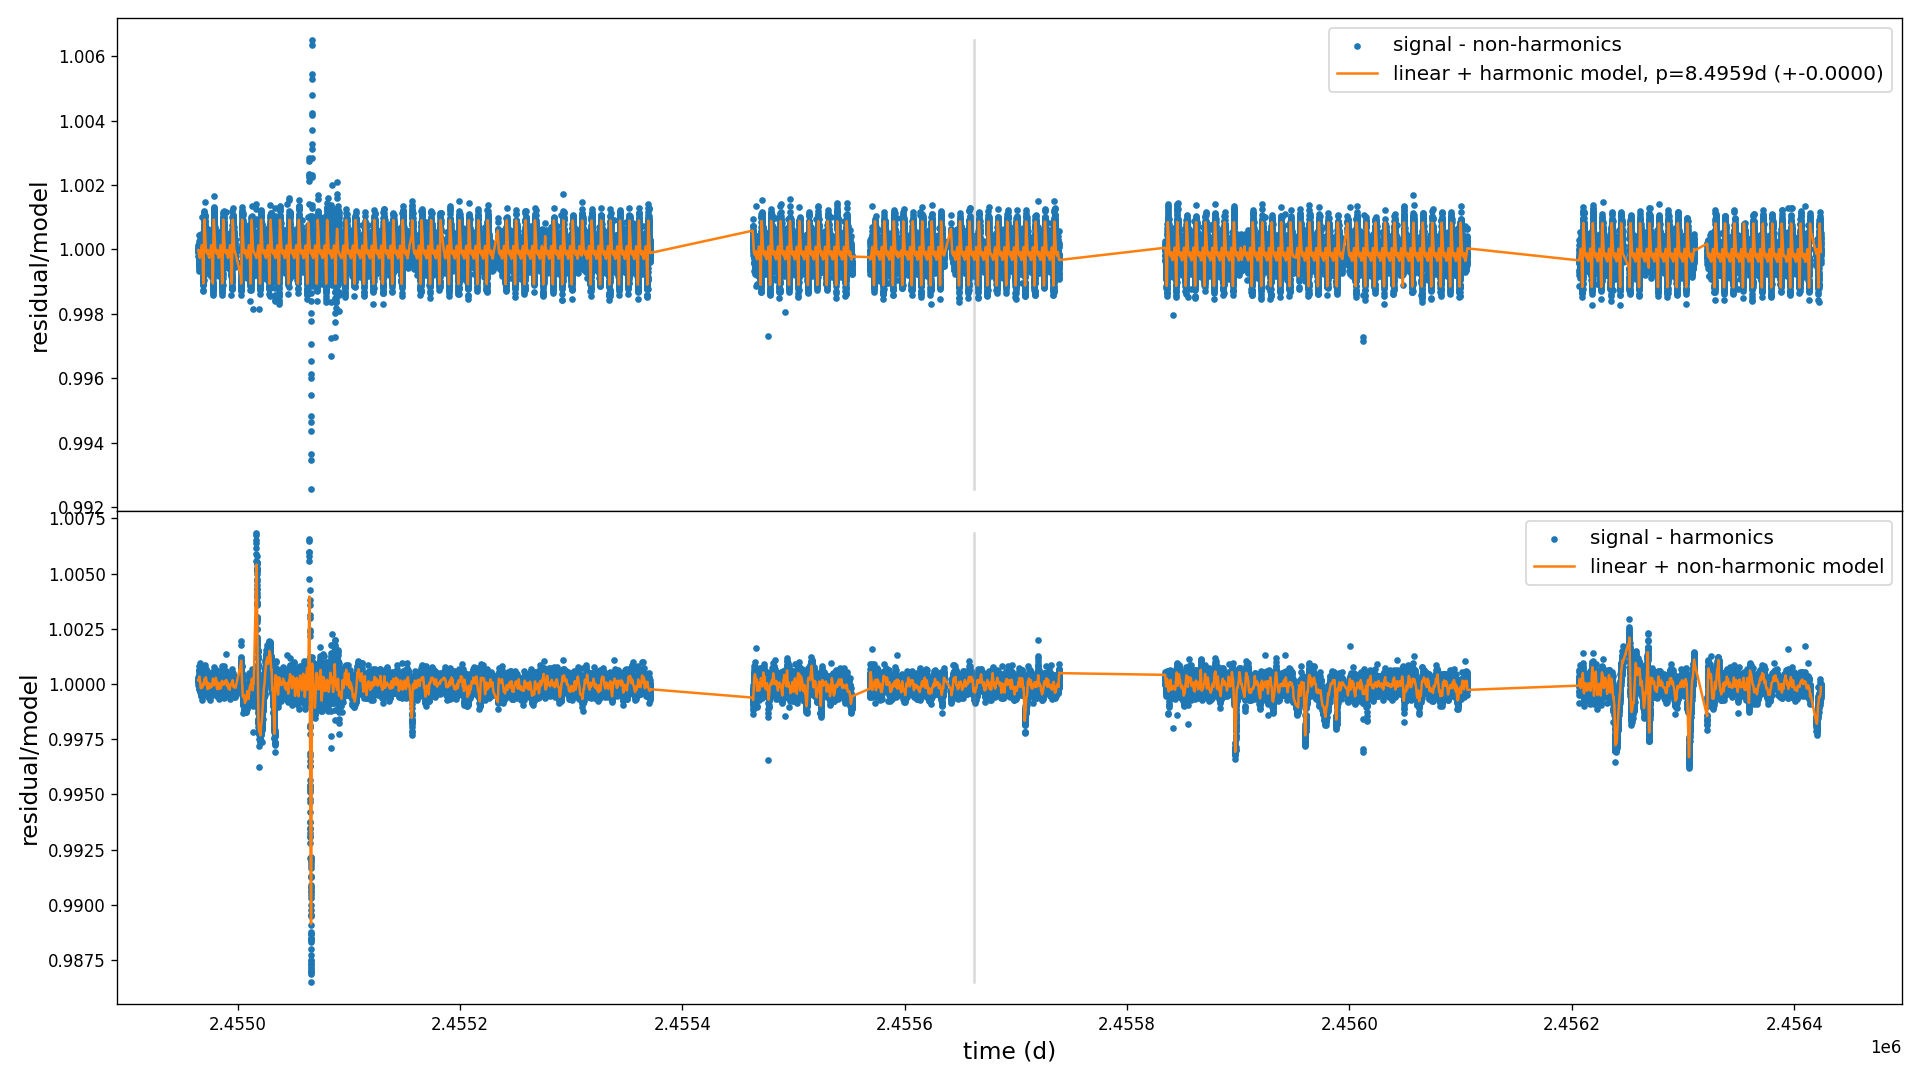 signal - non-harmonics
linear + harmonic model, p=8.4959d (+-0.0000)
residual/model
1.006
1.004
1.002
1.000
0.998
0.996
0.994
0.992
signal - harmonics
linear + non-harmonic model
residual/model
1.0075
1.0050
1.0025
1.0000
0.9975
0.9950
0.9925
0.9900
0.9875
2.4550 2.4552 2.4554 2.4556 2.4558 2.4560 2.4562 2.4564
1e6
time (d)